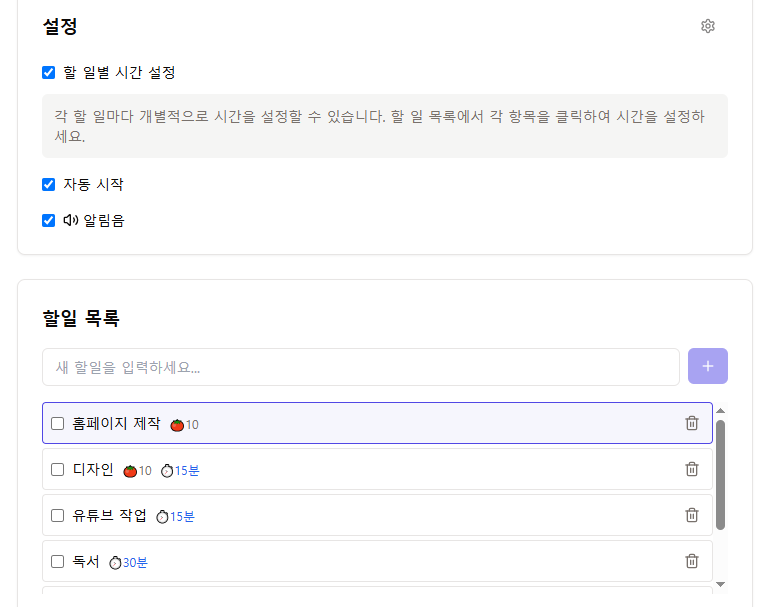 설정
할 일별 시간 설정
각 할 일마다 개별적으로 시간을 설정할 수 있습니다. 할 일 목록에서 각 항목을 클릭하여 시간을 설정하
세요.
자동 시작
알림음
할일 목록
새 할일을 입력하세요...
홈페이지 제작 10
디자인 10 15분
유튜브 작업 15분
독서 30분